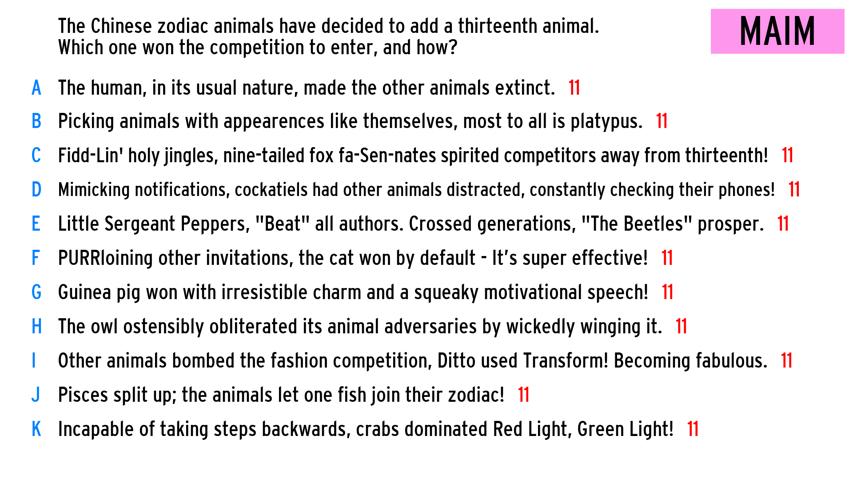 The Chinese zodiac animals have decided to add a thirteenth animal.
Which one won the competition to enter, and how?
MAIM
A The human, in its usual nature, made the other animals extinct. 11
B Picking animals with appearences like themselves, most to all is platypus. 11
C Fidd-Lin' holy jingles, nine-tailed fox fa-Sen-nates spirited competitors away from thirteenth! 11
D Mimicking notifications, cockatiels had other animals distracted, constantly checking their phones! 11
E Little Sergeant Peppers, "Beat" all authors. Crossed generations, "The Beetles" prosper. 11
F PURRloining other invitations, the cat won by default - It's super effective! 11
G Guinea pig won with irresistible charm and a squeaky motivational speech! 11
H The owl ostensibly obliterated its animal adversaries by wickedly winging it. 11
I Other animals bombed the fashion competition, Ditto used Transform! Becoming fabulous. 11
J Pisces split up; the animals let one fish join their zodiac! 11
K Incapable of taking steps backwards, crabs dominated Red Light, Green Light! 11